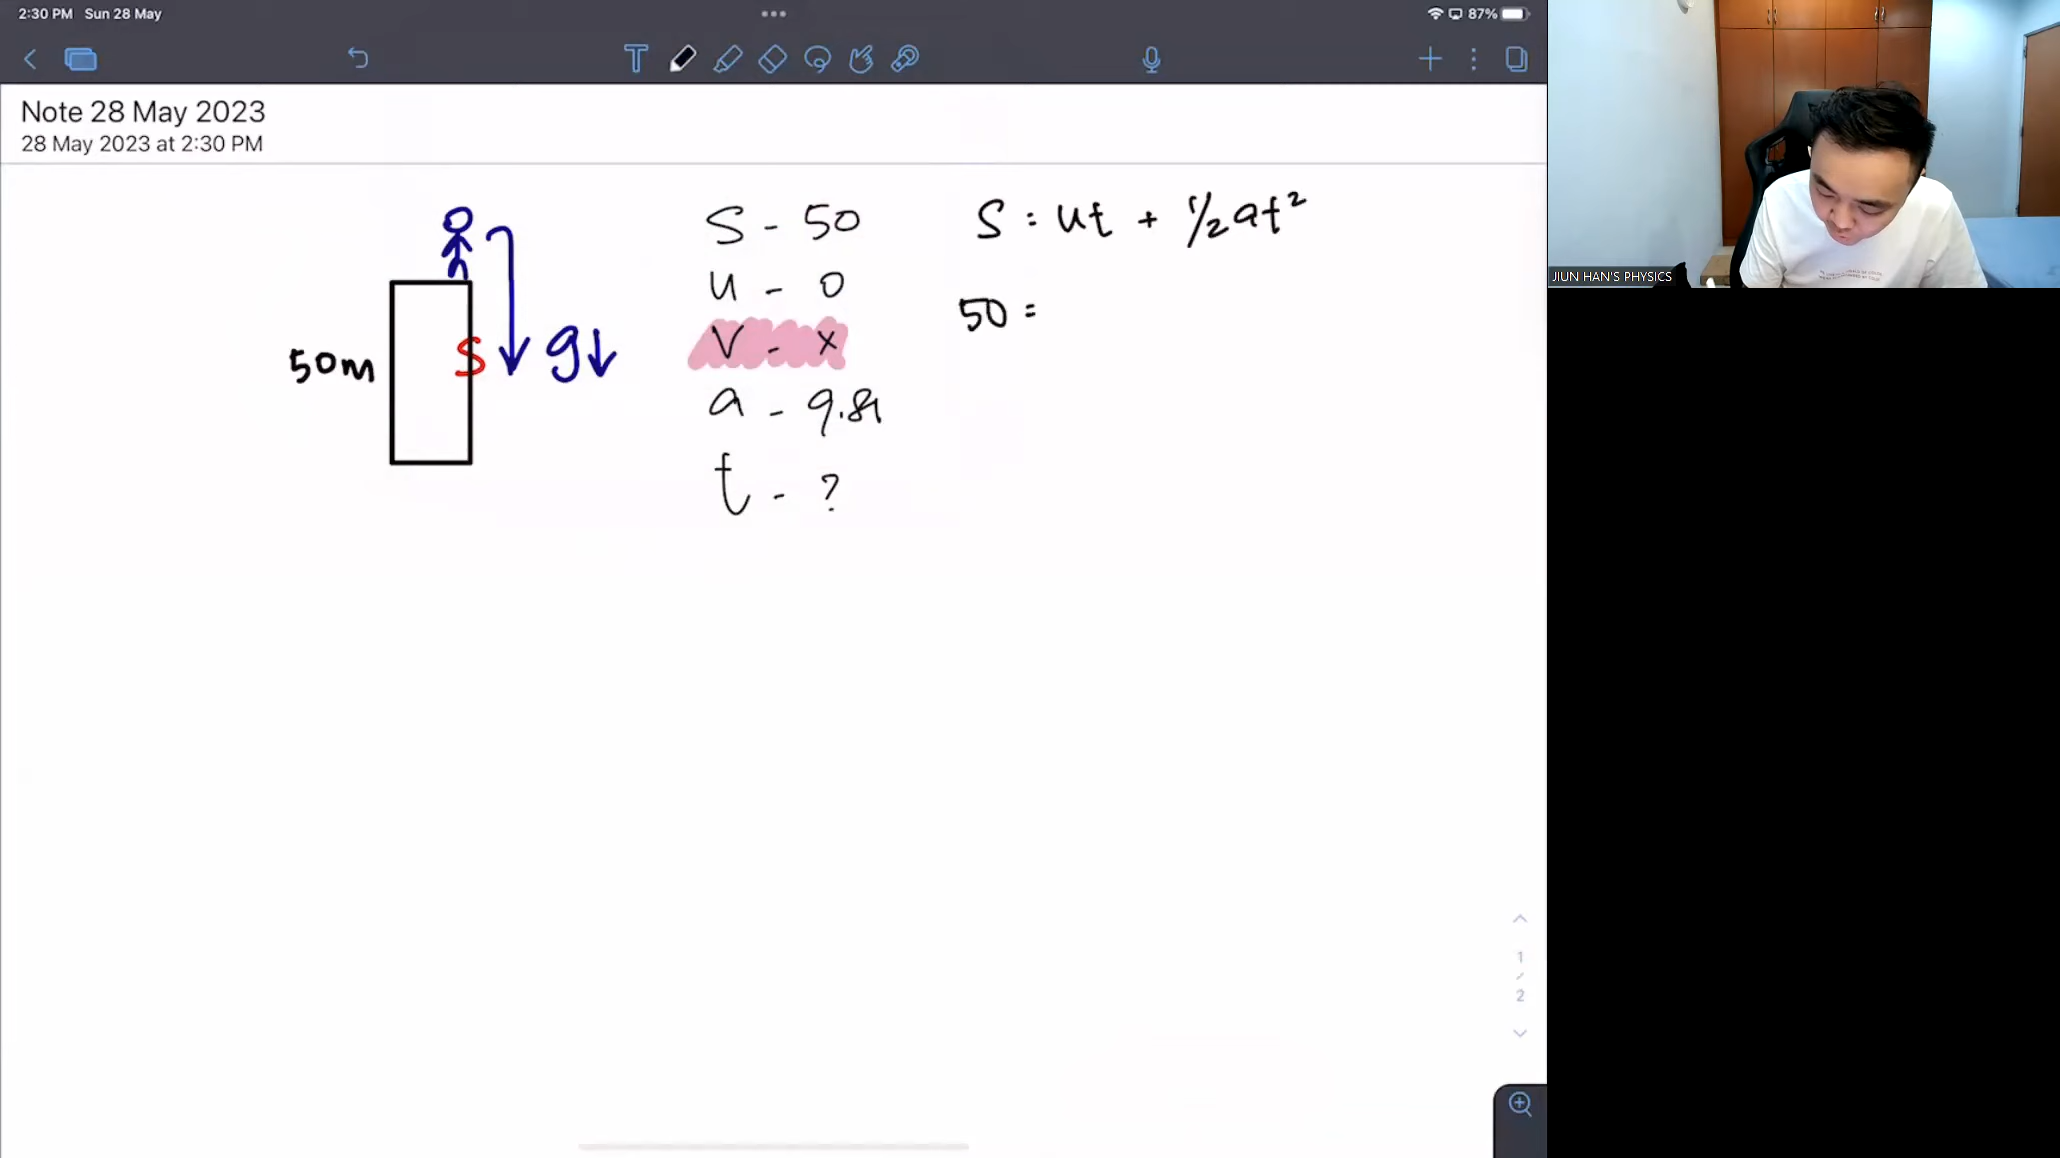 2:30 PM Sun 28 May
87%
Note 28 May 2023
28 May 2023 at 2:30 PM
50m
S
g↓
S - 50
u - 0
v - x
a - 9.81
t - ?
S = ut + ½at²
50 =
JIUN HAN'S PHYSICS
1
/
2